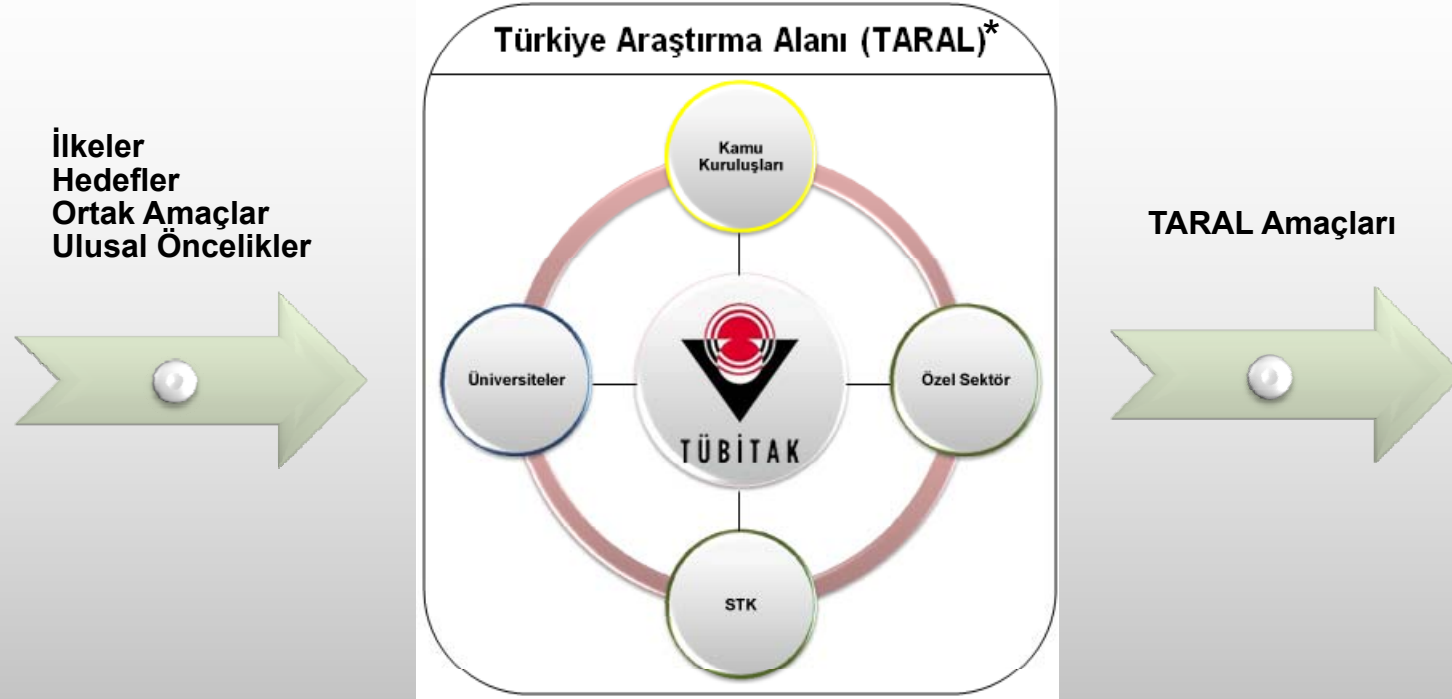 Türkiye Araştırma Alanı (TARAL)*
İlkeler
Hedefler
Ortak Amaçlar
Ulusal Öncelikler
Kamu
Kuruluşları
Üniversiteler
TÜBİTAK
Özel Sektör
STK
TARAL Amaçları